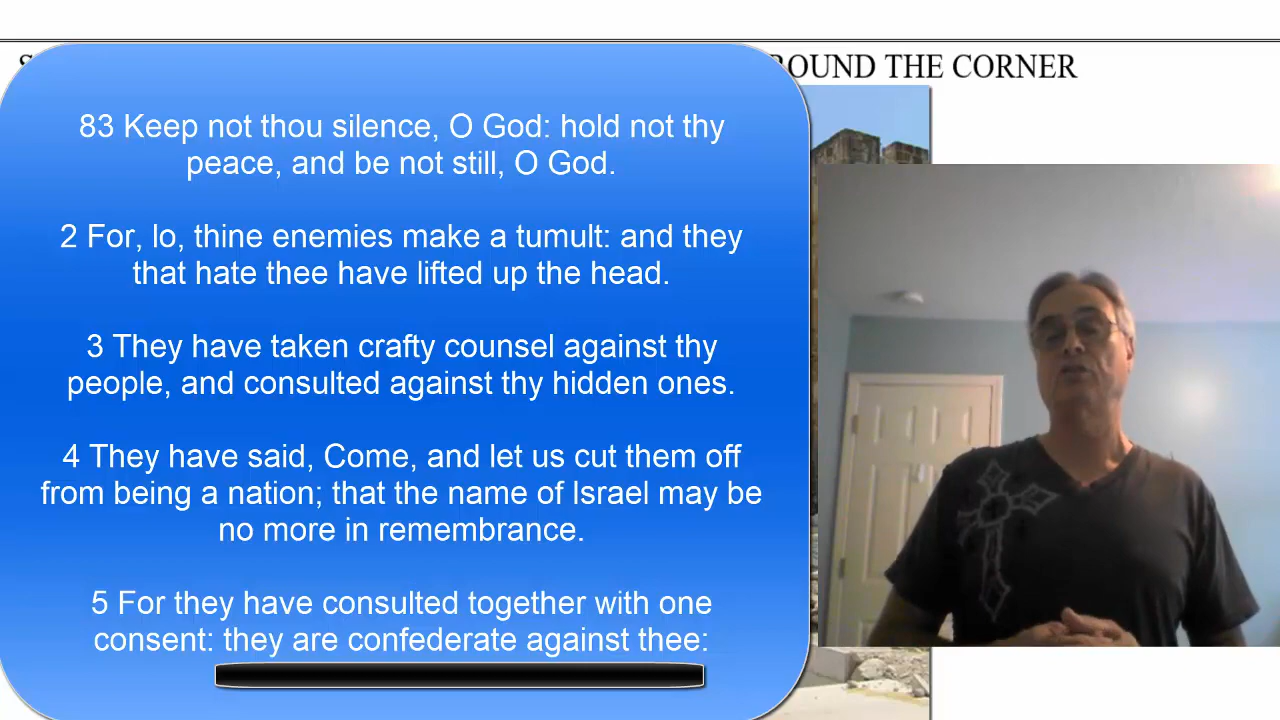 ROUND THE CORNER
83 Keep not thou silence, O God: hold not thy
peace, and be not still, O God.
2 For, lo, thine enemies make a tumult: and they
that hate thee have lifted up the head.
3 They have taken crafty counsel against thy
people, and consulted against thy hidden ones.
4 They have said, Come, and let us cut them off
from being a nation; that the name of Israel may be
no more in remembrance.
5 For they have consulted together with one
consent: they are confederate against thee: